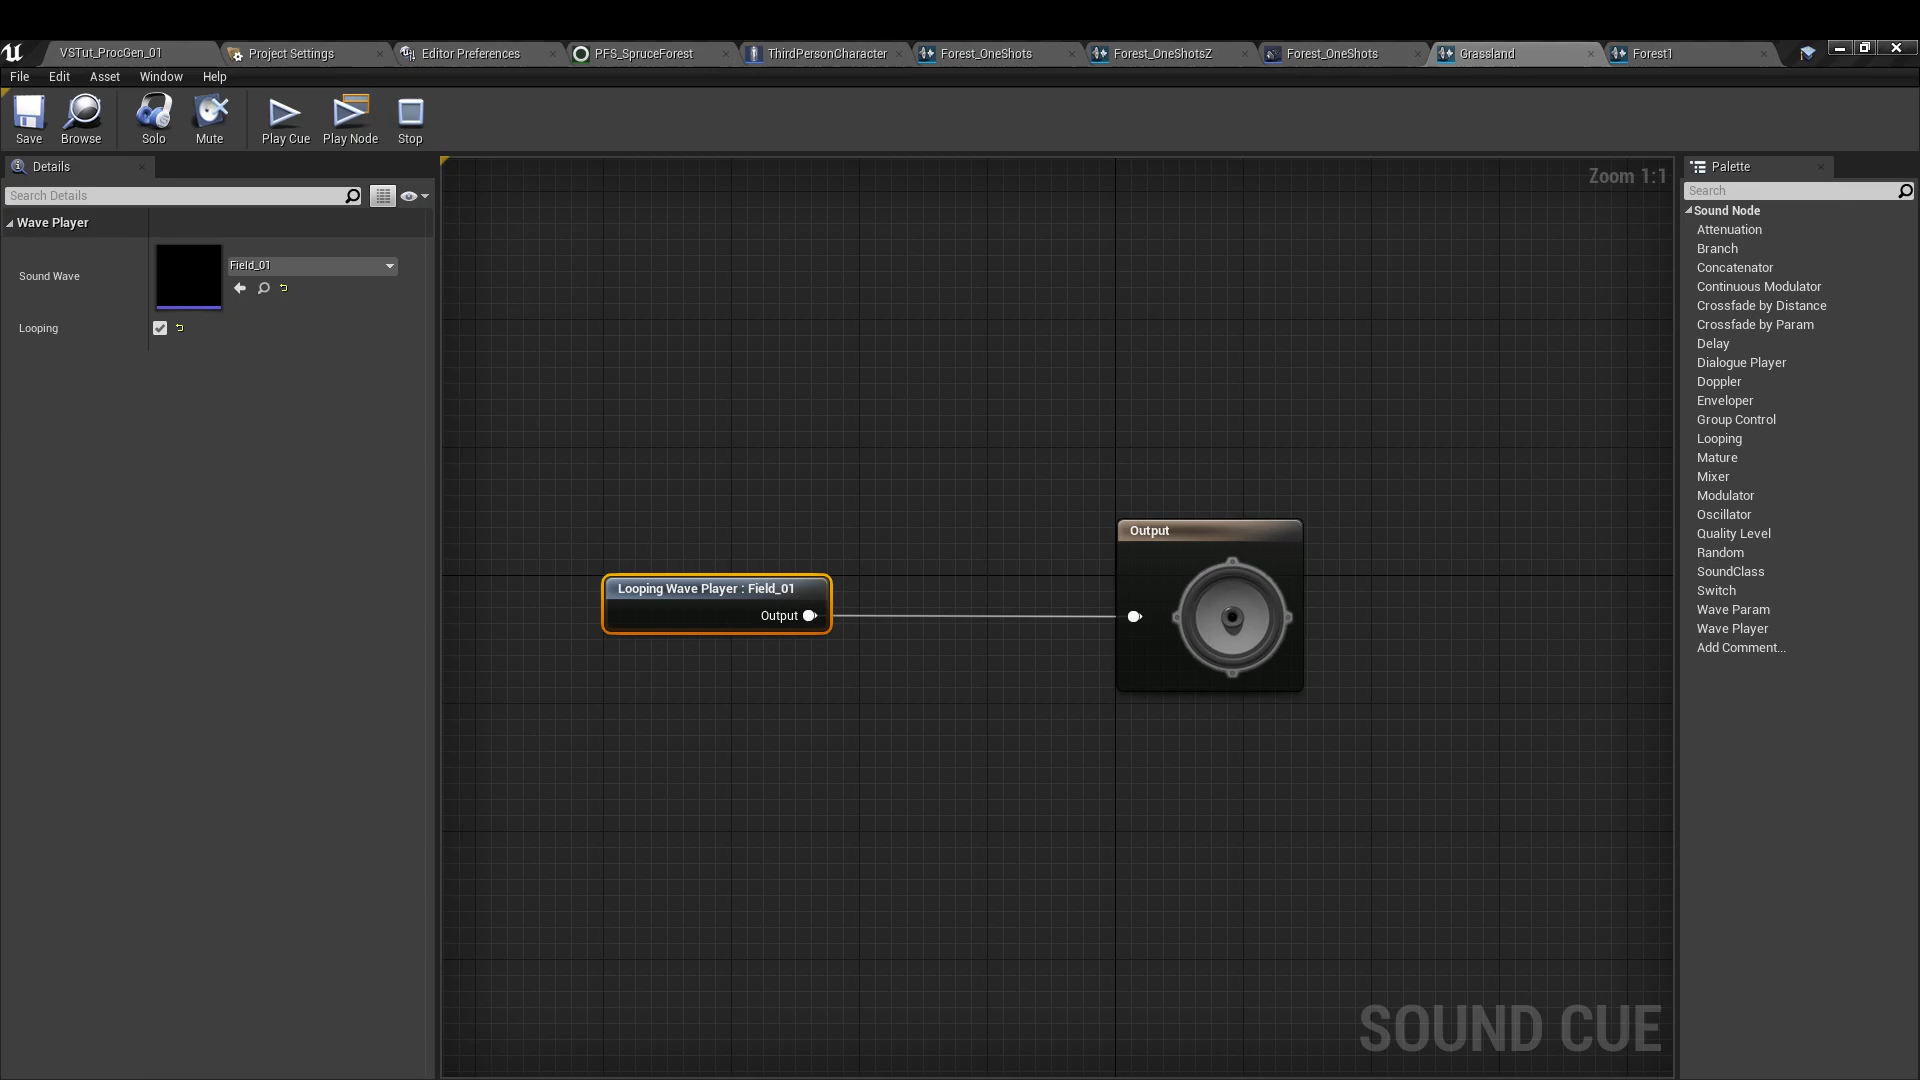 VSTut_ProcGen_01
Project Settings
Editor Preferences
PFS_SpruceForest
ThirdPersonCharacter
Forest_OneShots
Forest_OneShotsZ
Forest_OneShots
Grassland
Forest1
File Edit Asset Window Help
Save
Browse
Solo
Mute
Play Cue
Play Node
Stop
Details
Search Details
Wave Player
Sound Wave
Field_01
Looping
Zoom 1:1
Looping Wave Player : Field_01
Output
Output
SOUND CUE
Palette
Search
Sound Node
Attenuation
Branch
Concatenator
Continuous Modulator
Crossfade by Distance
Crossfade by Param
Delay
Dialogue Player
Doppler
Enveloper
Group Control
Looping
Mature
Mixer
Modulator
Oscillator
Quality Level
Random
SoundClass
Switch
Wave Param
Wave Player
Add Comment...